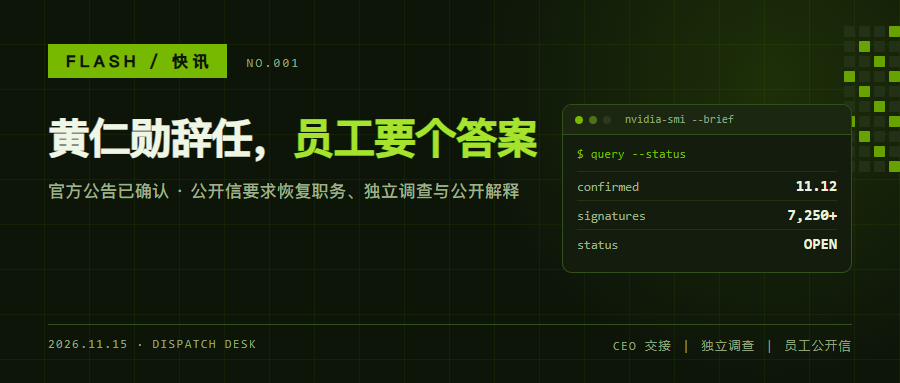 FLASH / 快讯
NO.001
黄仁勋辞任，员工要个答案
官方公告已确认 · 公开信要求恢复职务、独立调查与公开解释
nvidia-smi --brief
$ query --status
confirmed 11.12
signatures 7,250+
status OPEN
2026.11.15 · DISPATCH DESK
CEO 交接 | 独立调查 | 员工公开信